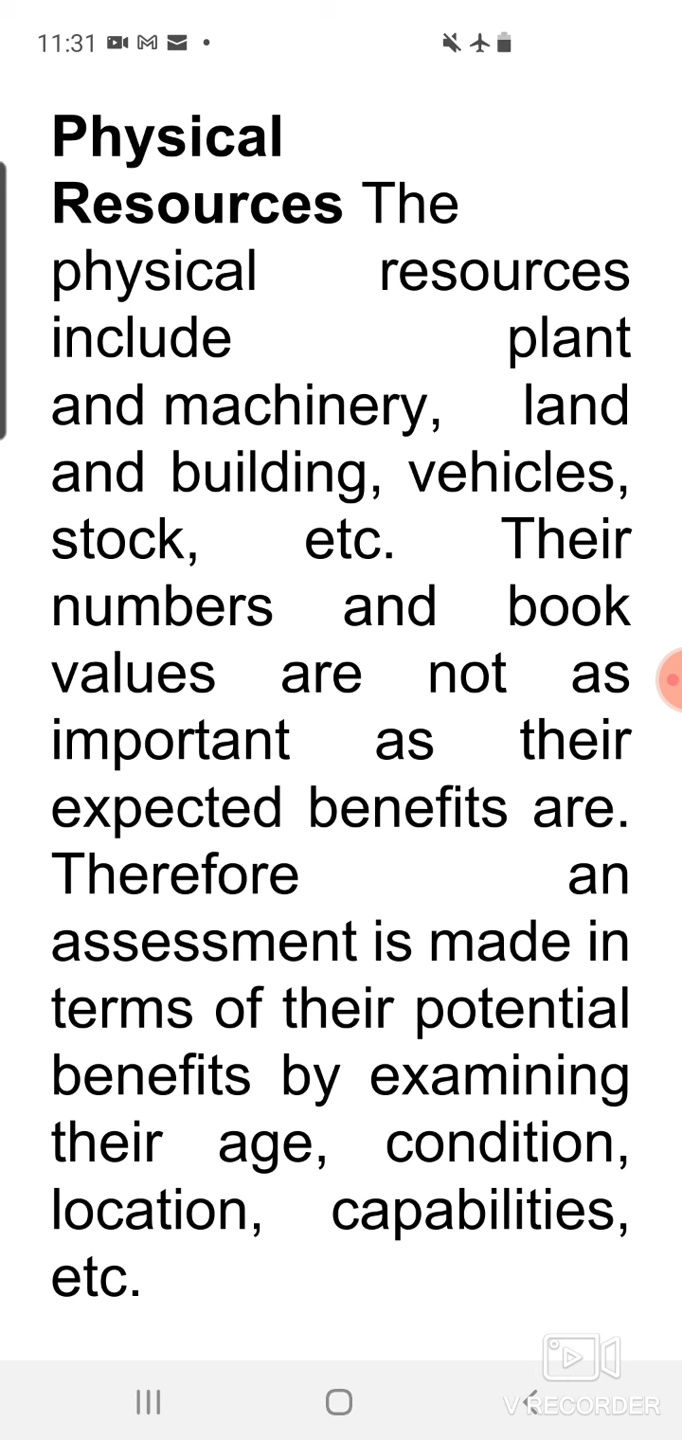 11:31
Physical
Resources The
physical resources
include plant
and machinery, land
and building, vehicles,
stock, etc. Their
numbers and book
values are not as
important as their
expected benefits are.
Therefore an
assessment is made in
terms of their potential
benefits by examining
their age, condition,
location, capabilities,
etc.
V RECORDER